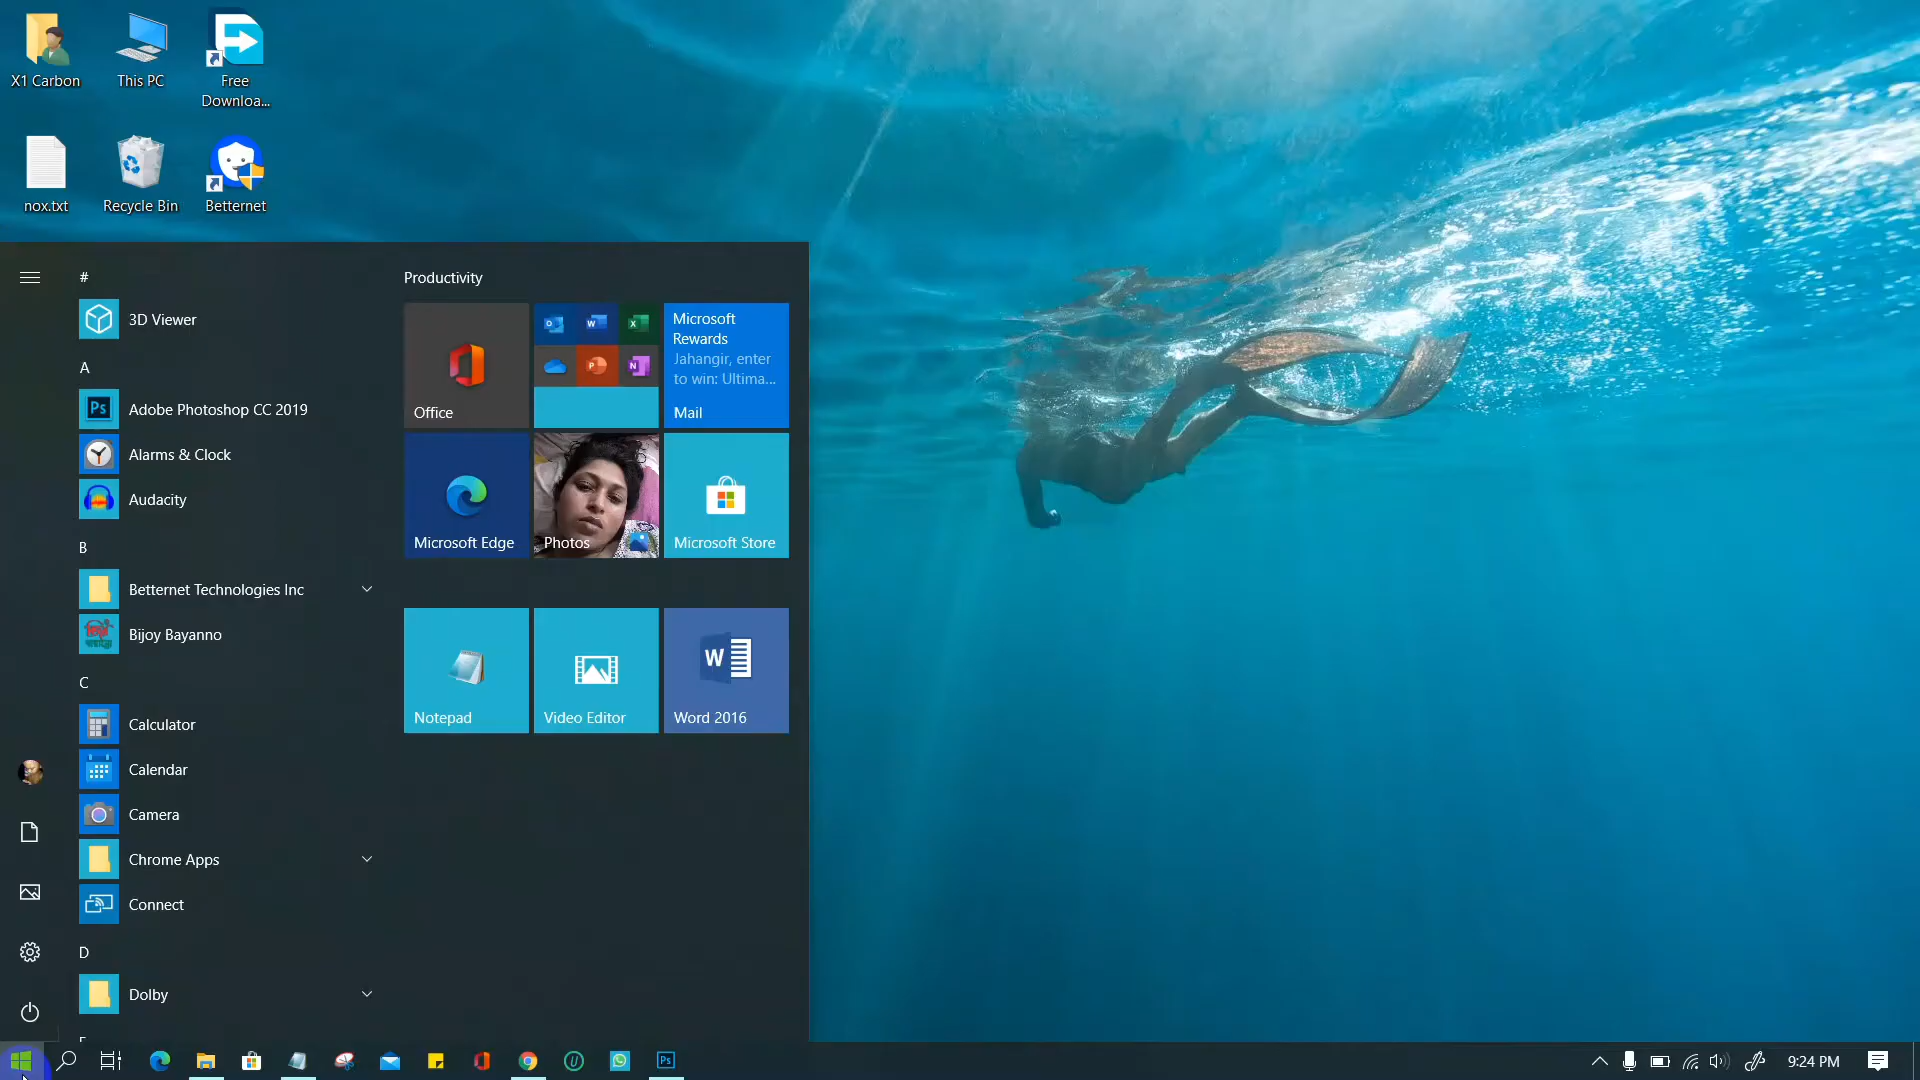 X1 Carbon
This PC
Free
Downloa...
nox.txt
Recycle Bin
Betternet
#
3D Viewer
A
Adobe Photoshop CC 2019
Alarms & Clock
Audacity
B
Betternet Technologies Inc
Bijoy Bayanno
C
Calculator
Calendar
Camera
Chrome Apps
Connect
D
Dolby
Productivity
Office
Microsoft
Rewards
Jahangir, enter
to win: Ultima...
Mail
Microsoft Edge
Photos
Microsoft Store
Notepad
Video Editor
Word 2016
9:24 PM